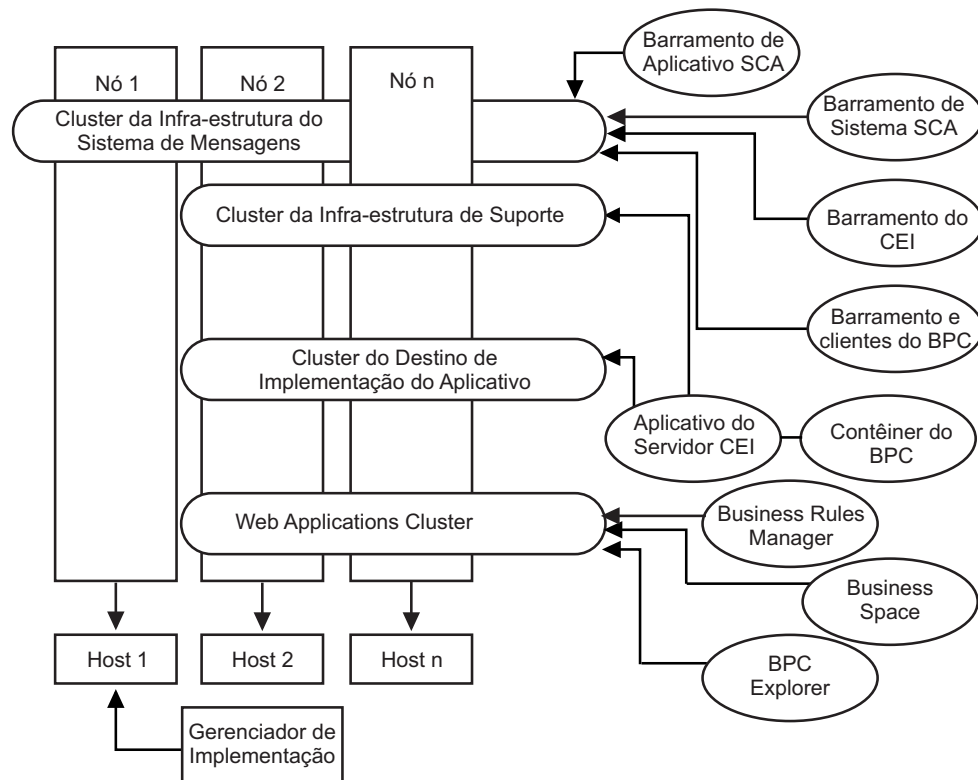 Nó 1
Nó 2
Nó n
Barramento de
Aplicativo SCA
Cluster da Infra-estrutura do
Sistema de Mensagens
Barramento de
Sistema SCA
Cluster da Infra-estrutura de Suporte
Barramento do
CEI
Barramento e
clientes do BPC
Cluster do Destino de
Implementação do Aplicativo
Aplicativo do
Servidor CEI
Contêiner do
BPC
Web Applications Cluster
Business Rules
Manager
Business
Space
Host 1
Host 2
Host n
BPC
Explorer
Gerenciador de
Implementação